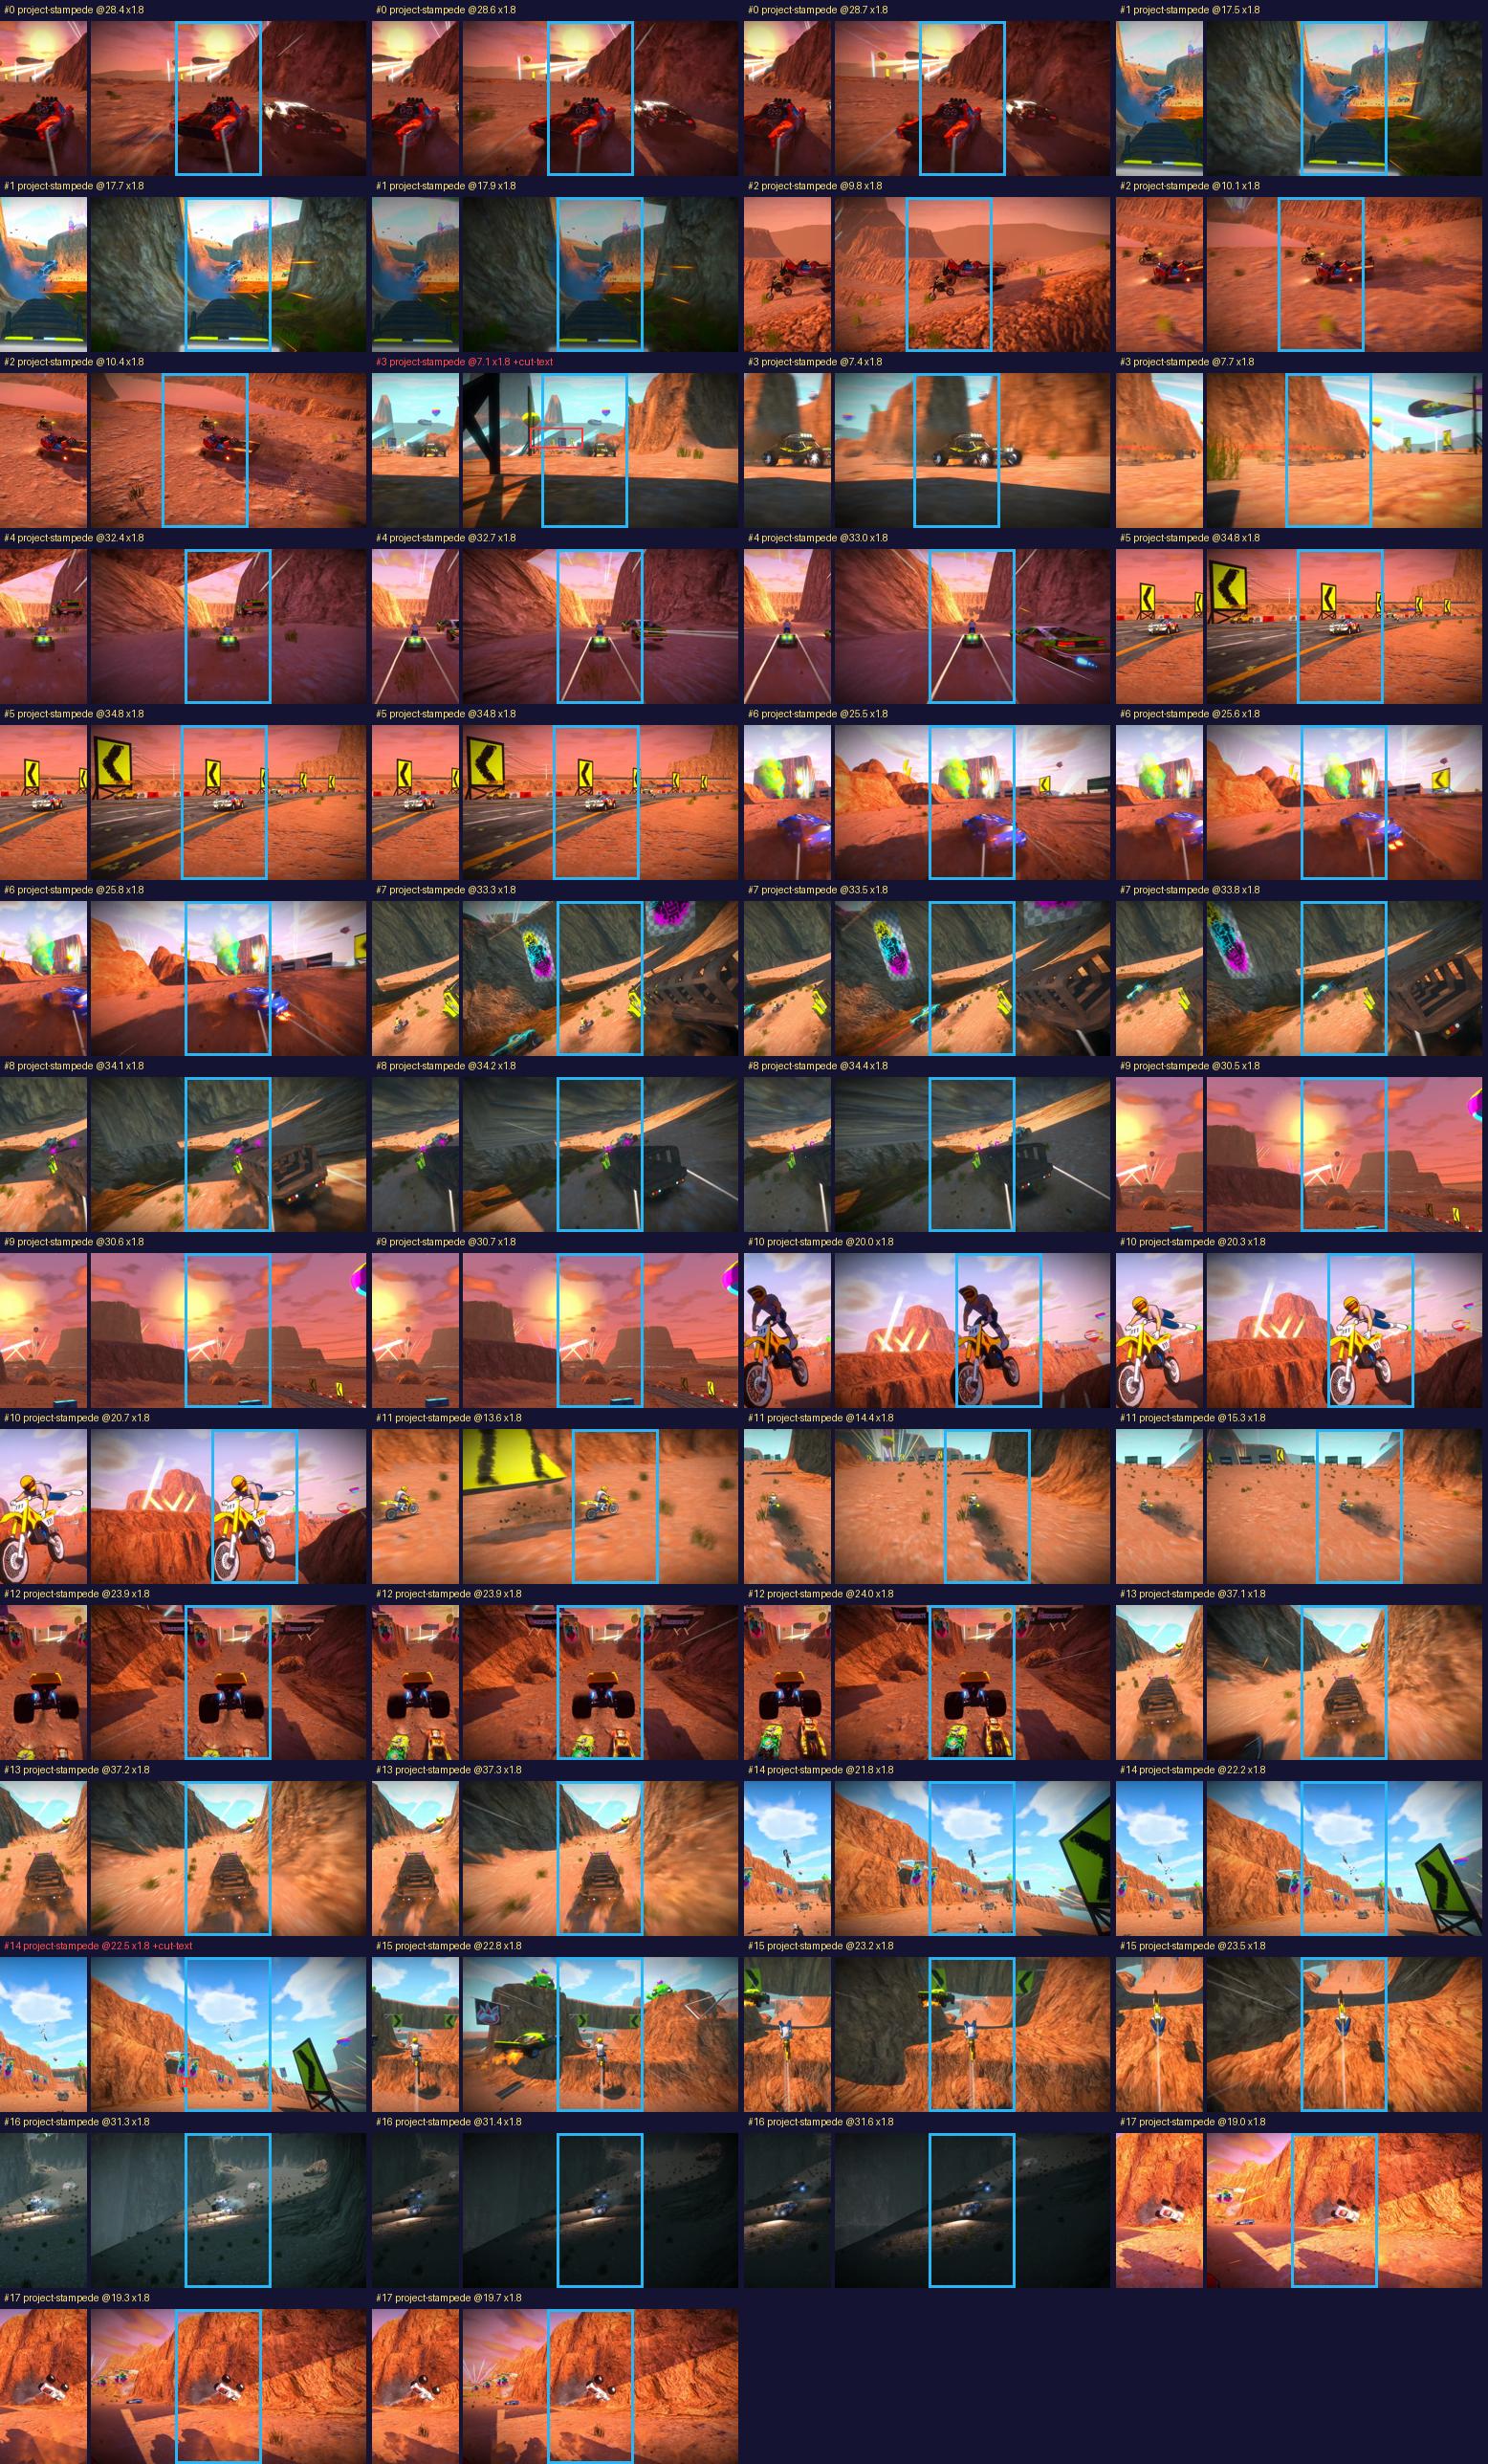 #0 project-stampede @28.4 x1.8
#0 project-stampede @28.6 x1.8
#0 project-stampede @28.7 x1.8
#1 project-stampede @17.5 x1.8
#1 project-stampede @17.7 x1.8
#1 project-stampede @17.9 x1.8
#2 project-stampede @9.8 x1.8
#2 project-stampede @10.1 x1.8
#2 project-stampede @10.4 x1.8
#3 project-stampede @7.1 x1.8 +cut-text
#3 project-stampede @7.4 x1.8
#3 project-stampede @7.7 x1.8
#4 project-stampede @32.4 x1.8
#4 project-stampede @32.7 x1.8
#4 project-stampede @33.0 x1.8
#5 project-stampede @34.8 x1.8
#5 project-stampede @34.8 x1.8
#5 project-stampede @34.8 x1.8
#6 project-stampede @25.5 x1.8
#6 project-stampede @25.6 x1.8
#6 project-stampede @25.8 x1.8
#7 project-stampede @33.3 x1.8
#7 project-stampede @33.5 x1.8
#7 project-stampede @33.8 x1.8
#8 project-stampede @34.1 x1.8
#8 project-stampede @34.2 x1.8
#8 project-stampede @34.4 x1.8
#9 project-stampede @30.5 x1.8
#9 project-stampede @30.6 x1.8
#9 project-stampede @30.7 x1.8
#10 project-stampede @20.0 x1.8
#10 project-stampede @20.3 x1.8
#10 project-stampede @20.7 x1.8
#11 project-stampede @13.6 x1.8
#11 project-stampede @14.4 x1.8
#11 project-stampede @15.3 x1.8
#12 project-stampede @23.9 x1.8
#12 project-stampede @23.9 x1.8
#12 project-stampede @24.0 x1.8
#13 project-stampede @37.1 x1.8
#13 project-stampede @37.2 x1.8
#13 project-stampede @37.3 x1.8
#14 project-stampede @21.8 x1.8
#14 project-stampede @22.2 x1.8
#14 project-stampede @22.5 x1.8 +cut-text
#15 project-stampede @22.8 x1.8
#15 project-stampede @23.2 x1.8
#15 project-stampede @23.5 x1.8
#16 project-stampede @31.3 x1.8
#16 project-stampede @31.4 x1.8
#16 project-stampede @31.6 x1.8
#17 project-stampede @19.0 x1.8
#17 project-stampede @19.3 x1.8
#17 project-stampede @19.7 x1.8